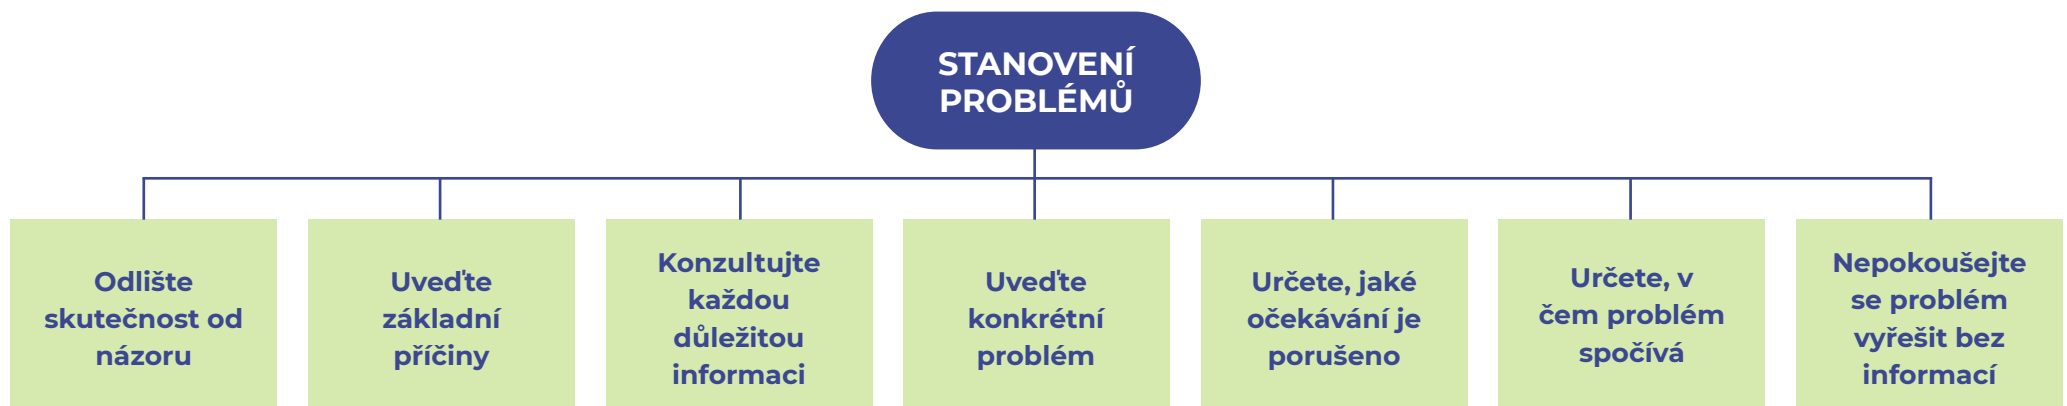 STANOVENÍ
PROBLÉMŮ
Odlište
skutečnost od
názoru
Uveďte
základní
příčiny
Konzultujte
každou
důležitou
informaci
Uveďte
konkrétní
problém
Určete, jaké
očekávání je
porušeno
Určete, v
čem problém
spočívá
Nepokoušejte
se problém
vyřešit bez
informací